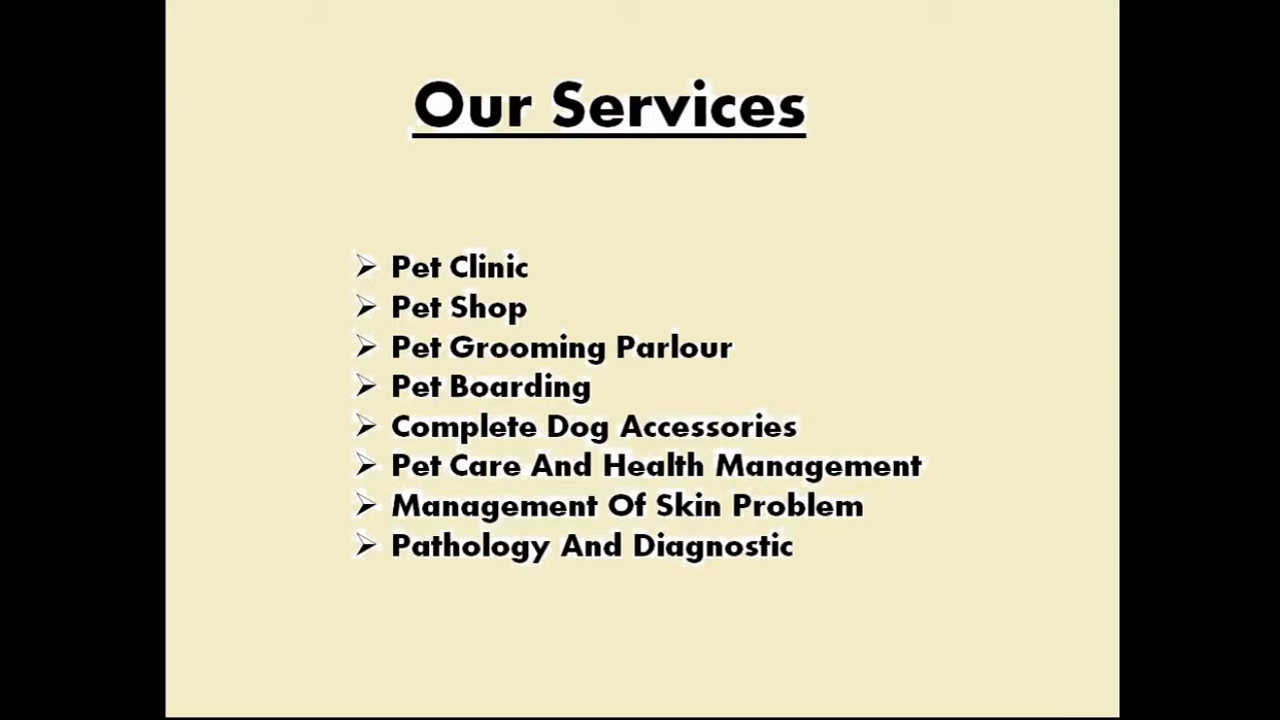 Our Services
➢ Pet Clinic
➢ Pet Shop
➢ Pet Grooming Parlour
➢ Pet Boarding
➢ Complete Dog Accessories
➢ Pet Care And Health Management
➢ Management Of Skin Problem
➢ Pathology And Diagnostic